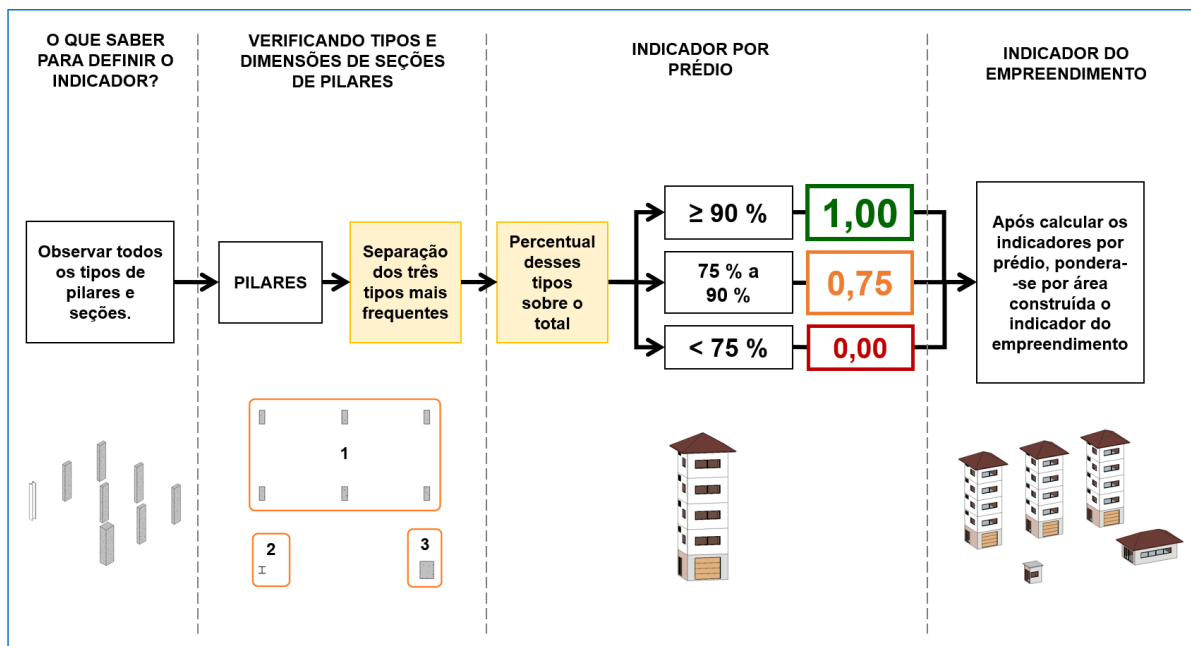 O QUE SABER
PARA DEFINIR O
INDICADOR?
VERIFICANDO TIPOS E
DIMENSÕES DE SEÇÕES
DE PILARES
INDICADOR POR
PRÉDIO
INDICADOR DO
EMPREENDIMENTO
Observar todos
os tipos de
pilares e
seções.
PILARES
Separação
dos três
tipos mais
frequentes
Percentual
desses
tipos
sobre o
total
≥ 90 %
1,00
75 % a
90 %
0,75
< 75 %
0,00
Após calcular os
indicadores por
prédio, pondera-
-se por área
construída o
indicador do
empreendimento
1
2
3